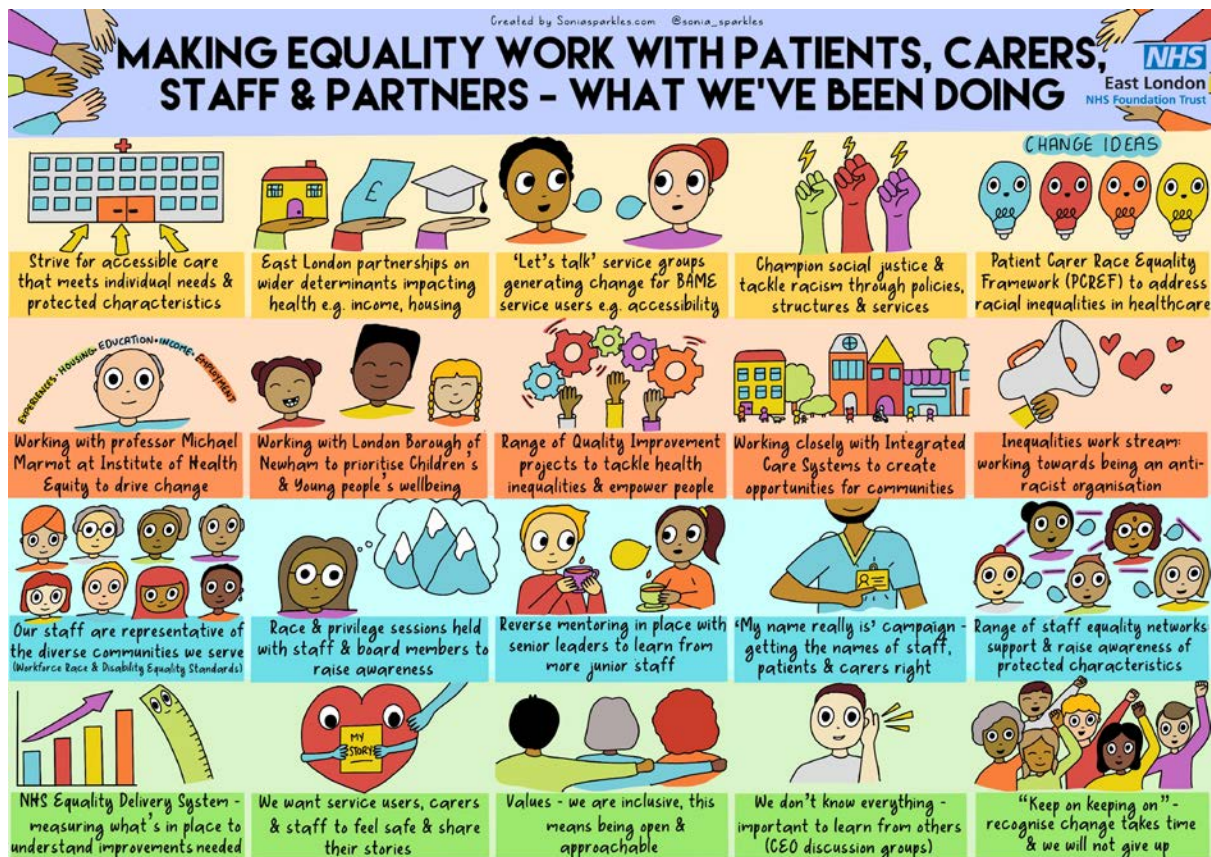 Created by Soniasparkles.com @sonia_sparkles
MAKING EQUALITY WORK WITH PATIENTS, CARERS,
STAFF & PARTNERS - WHAT WE'VE BEEN DOING
NHS
East London
NHS Foundation Trust
Strive for accessible care
that meets individual needs &
protected characteristics
£
East London partnerships on
wider determinants impacting
health e.g. income, housing
'Let's talk' service groups
generating change for BAME
service users e.g. accessibility
Champion social justice &
tackle racism through policies,
structures & services
CHANGE IDEAS
Patient Carer Race Equality
Framework (PCREF) to address
racial inequalities in healthcare
EXPERIENCES • HOUSING • EDUCATION • INCOME • EMPLOYMENT
Working with professor Michael
Marmot at Institute of Health
Equity to drive change
Working with London Borough of
Newham to prioritise Children's
& Young people's wellbeing
Range of Quality Improvement
projects to tackle health
inequalities & empower people
Working closely with Integrated
Care Systems to create
opportunities for communities
Inequalities work stream:
working towards being an anti-
racist organisation
Our staff are representative of
the diverse communities we serve
(Workforce Race & Disability Equality Standards)
Race & privilege sessions held
with staff & board members to
raise awareness
Reverse mentoring in place with
senior leaders to learn from
more junior staff
'My name really is' campaign -
getting the names of staff,
patients & carers right
Range of staff equality networks
support & raise awareness of
protected characteristics
NHS Equality Delivery System -
measuring what's in place to
understand improvements needed
MY
STORY
We want service users, carers
& staff to feel safe & share
their stories
Values - we are inclusive, this
means being open &
approachable
We don't know everything -
important to learn from others
(CEO discussion groups)
"Keep on keeping on" -
recognise change takes time
& we will not give up